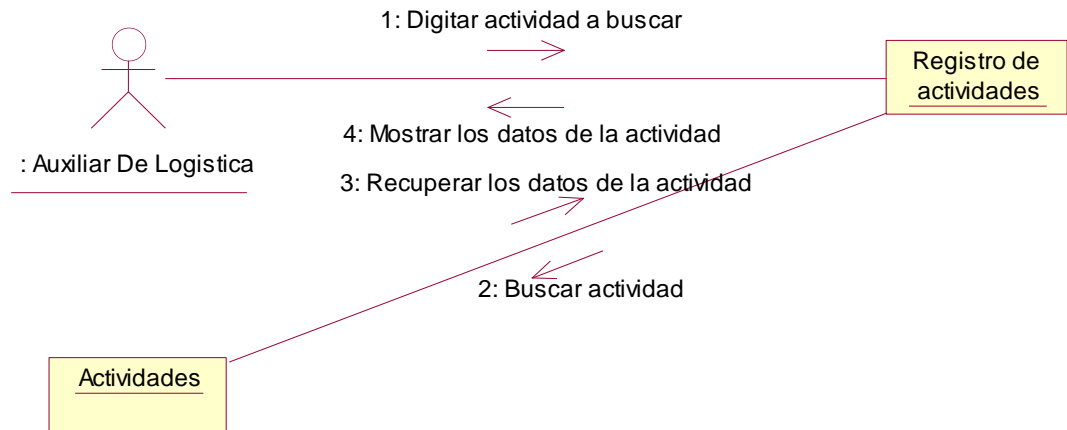 1: Digitar actividad a buscar
Registro de
actividades
4: Mostrar los datos de la actividad
: Auxiliar De Logistica
3: Recuperar los datos de la actividad
2: Buscar actividad
Actividades